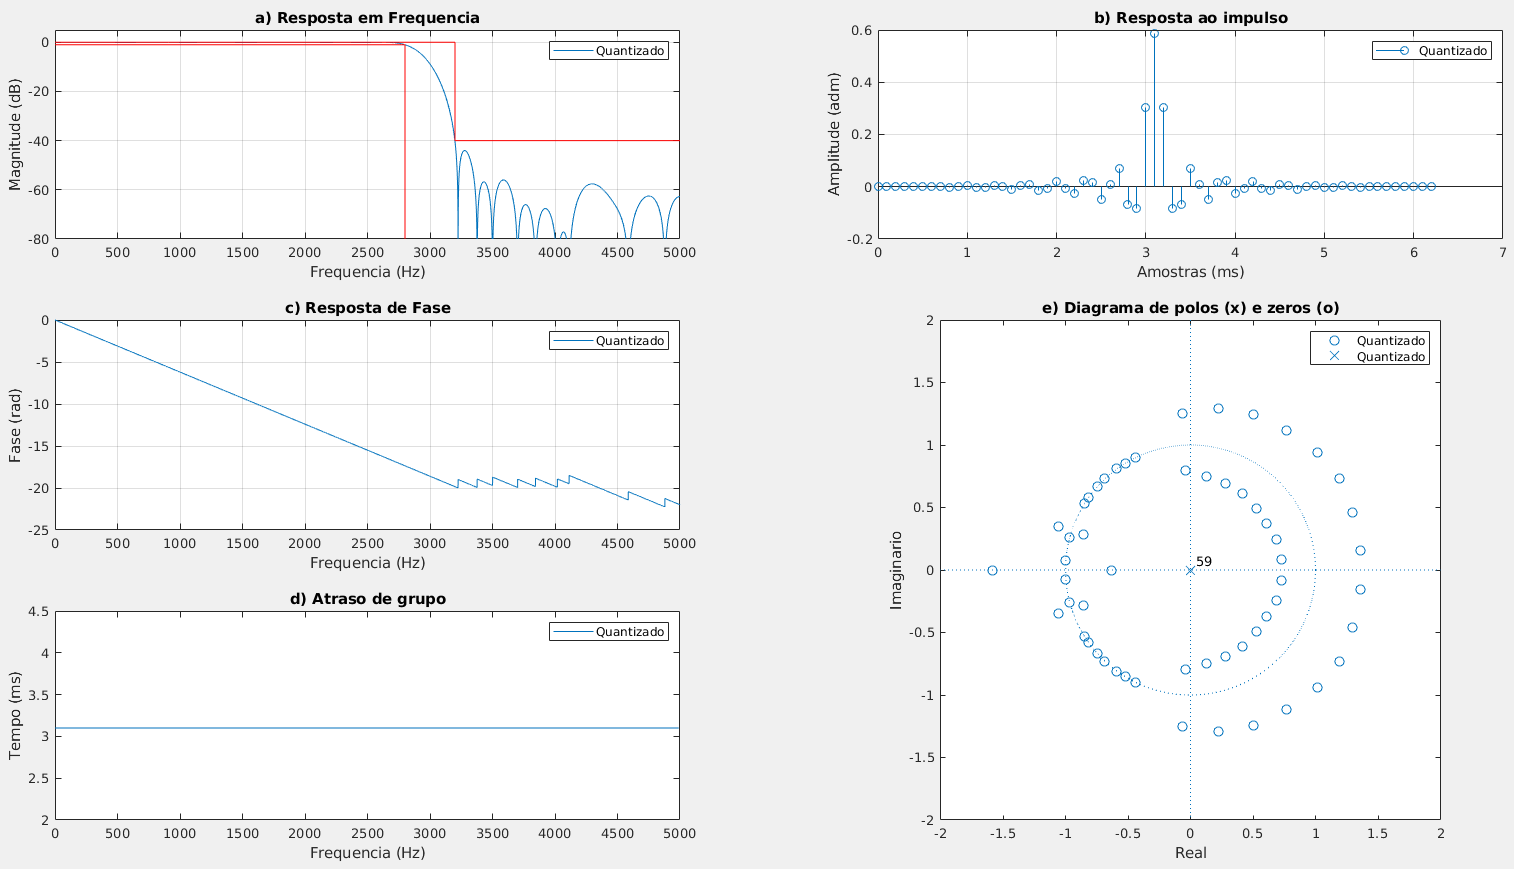 a) Resposta em Frequencia
Quantizado
Magnitude (dB)
0
-20
-40
-60
-80
0 500 1000 1500 2000 2500 3000 3500 4000 4500 5000
Frequencia (Hz)
b) Resposta ao impulso
Quantizado
Amplitude (adm)
0.6
0.4
0.2
0
-0.2
0 1 2 3 4 5 6 7
Amostras (ms)
c) Resposta de Fase
Quantizado
Fase (rad)
0
-5
-10
-15
-20
-25
0 500 1000 1500 2000 2500 3000 3500 4000 4500 5000
Frequencia (Hz)
d) Atraso de grupo
Quantizado
Tempo (ms)
4.5
4
3.5
3
2.5
2
0 500 1000 1500 2000 2500 3000 3500 4000 4500 5000
Frequencia (Hz)
e) Diagrama de polos (x) e zeros (o)
Quantizado
Quantizado
Imaginario
2
1.5
1
0.5
0
-0.5
-1
-1.5
-2
59
-2 -1.5 -1 -0.5 0 0.5 1 1.5 2
Real